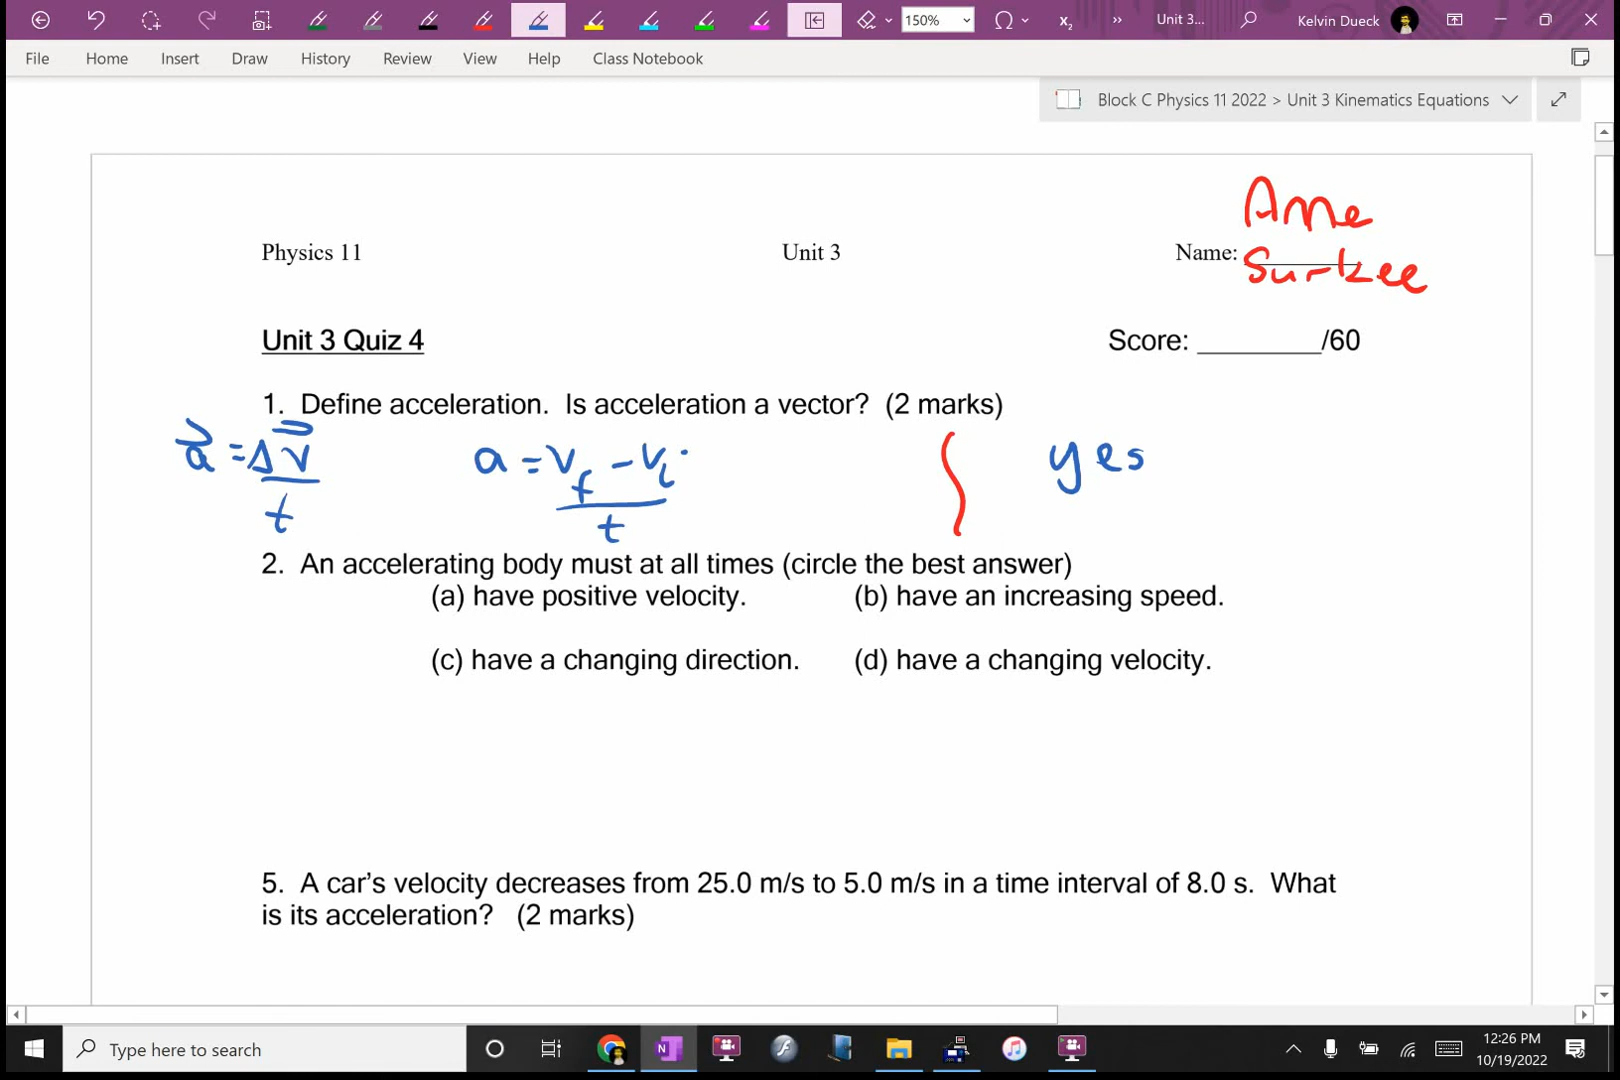 150%
Ω
x₂
»
Unit 3...
Kelvin Dueck
File Home Insert Draw History Review View Help Class Notebook
Block C Physics 11 2022 > Unit 3 Kinematics Equations
Anne
Physics 11 Unit 3 Name: ___________
Surkee
Unit 3 Quiz 4 Score: _________/60
1. Define acceleration. Is acceleration a vector? (2 marks)
a = Δv / t a = vf - vi / t yes
2. An accelerating body must at all times (circle the best answer)
(a) have positive velocity. (b) have an increasing speed.
(c) have a changing direction. (d) have a changing velocity.
5. A car’s velocity decreases from 25.0 m/s to 5.0 m/s in a time interval of 8.0 s. What
is its acceleration? (2 marks)
Type here to search
N
12:26 PM
10/19/2022